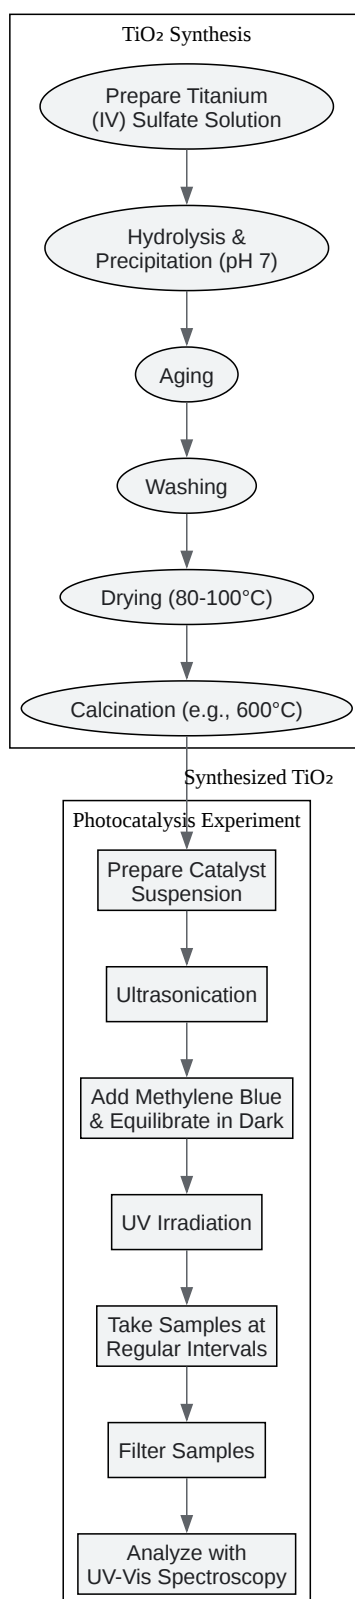 TiO₂ Synthesis
Prepare Titanium
(IV) Sulfate Solution
Hydrolysis &
Precipitation (pH 7)
Aging
Washing
Drying (80-100°C)
Calcination (e.g., 600°C)
Synthesized TiO₂
Photocatalysis Experiment
Prepare Catalyst
Suspension
Ultrasonication
Add Methylene Blue
& Equilibrate in Dark
UV Irradiation
Take Samples at
Regular Intervals
Filter Samples
Analyze with
UV-Vis Spectroscopy